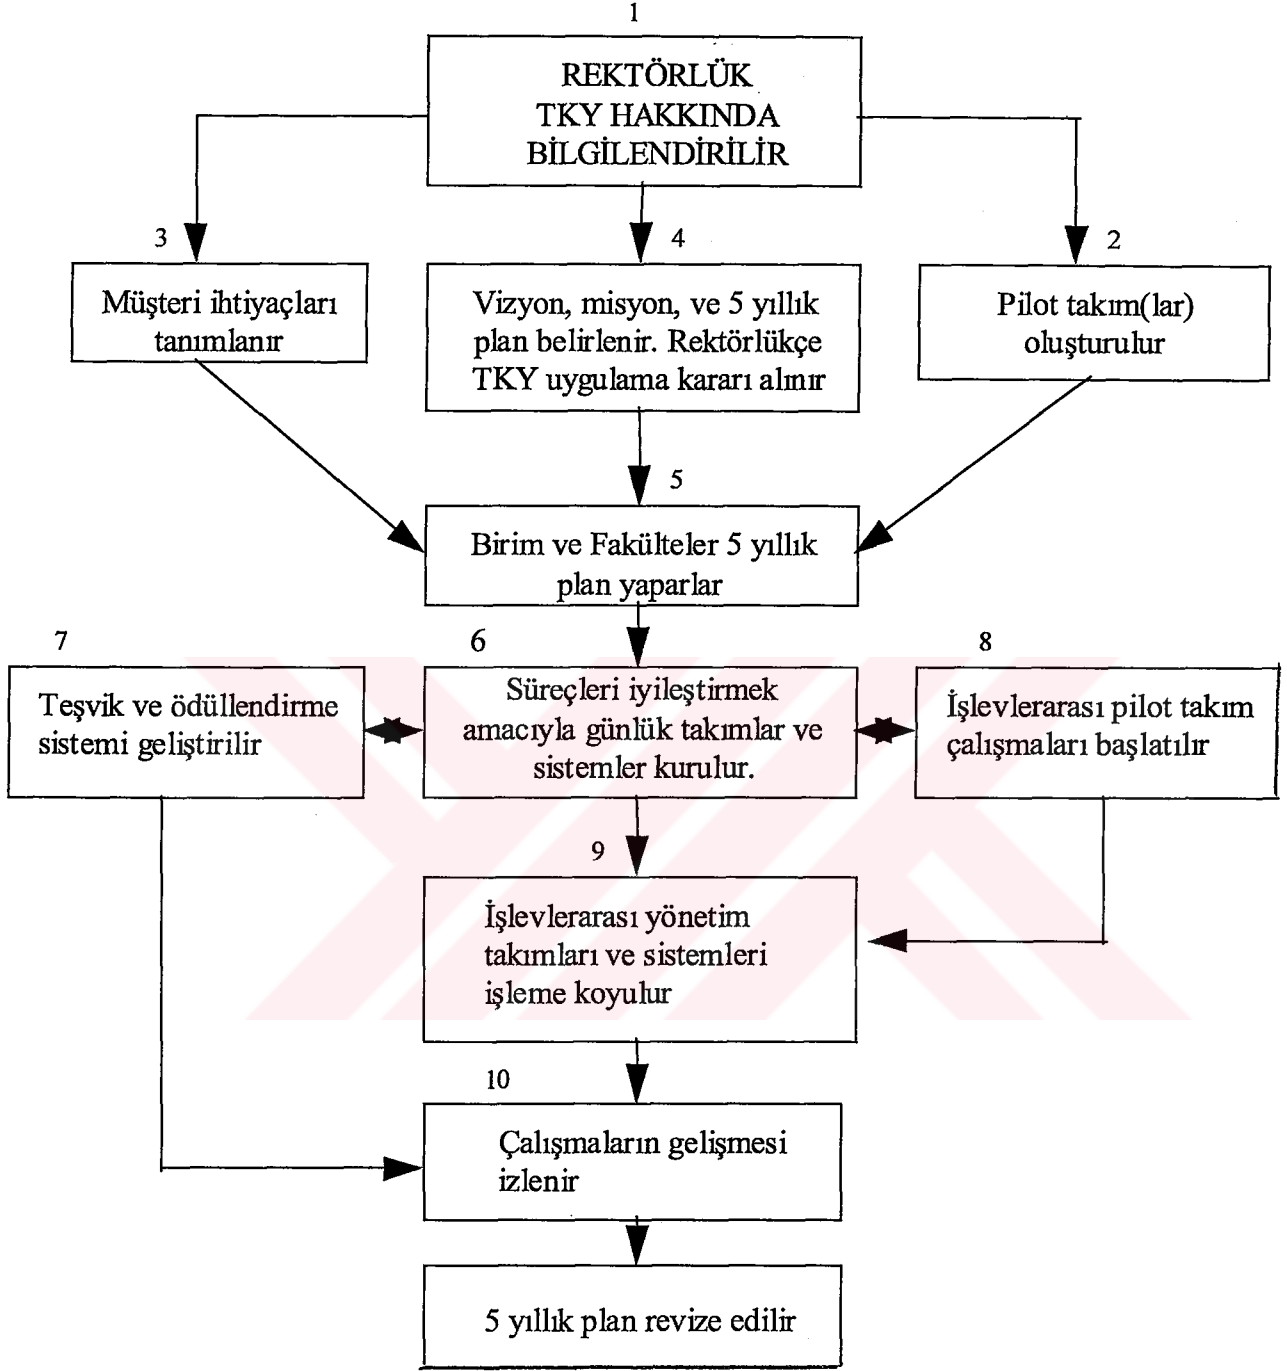 1
REKTÖRLÜK
TKY HAKKINDA
BİLGİLENDİRİLİR
3
4
2
Müşteri ihtiyaçları
tanımlanır
Vizyon, misyon, ve 5 yıllık
plan belirlenir. Rektörlükçe
TKY uygulama kararı alınır
Pilot takım(lar)
oluşturulur
5
Birim ve Fakülteler 5 yıllık
plan yaparlar
7
6
8
Teşvik ve ödüllendirme
sistemi geliştirilir
Süreçleri iyileştirmek
amacıyla günlük takımlar ve
sistemler kurulur.
İşlevlerarası pilot takım
çalışmaları başlatılır
9
İşlevlerarası yönetim
takımları ve sistemleri
işleme koyulur
10
Çalışmaların gelişmesi
izlenir
5 yıllık plan revize edilir